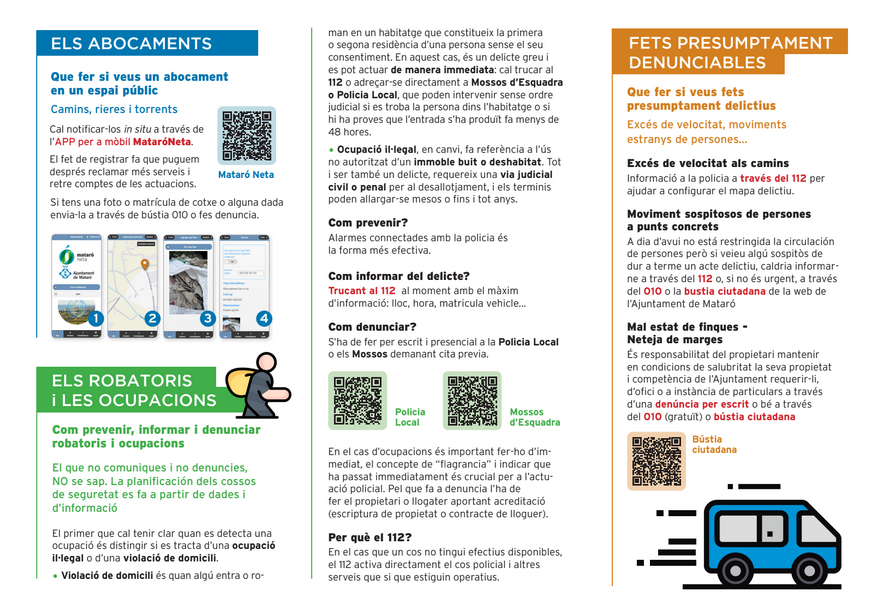 ELS ABOCAMENTS
Que fer si veus un abocament
en un espai públic
Camins, rieres i torrents
Cal notificar-los in situ a través de
l'APP per a mòbil MataróNeta.
El fet de registrar fa que puguem
després reclamar més serveis i
retre comptes de les actuacions.
Mataró Neta
Si tens una foto o matrícula de cotxe o alguna dada
envia-la a través de bústia 010 o fes denuncia.
mataró
neta
Ajuntament
de Mataró
1
2
3
4
ELS ROBATORIS
i LES OCUPACIONS
Com prevenir, informar i denunciar
robatoris i ocupacions
El que no comuniques i no denuncies,
NO se sap. La planificación dels cossos
de seguretat es fa a partir de dades i
d'informació
El primer que cal tenir clar quan es detecta una
ocupació és distingir si es tracta d'una ocupació
il·legal o d'una violació de domicili.
• Violació de domicili és quan algú entra o ro-
man en un habitatge que constitueix la primera
o segona residència d'una persona sense el seu
consentiment. En aquest cas, és un delicte greu i
es pot actuar de manera immediata: cal trucar al
112 o adreçar-se directament a Mossos d'Esquadra
o Policia Local, que poden intervenir sense ordre
judicial si es troba la persona dins l'habitatge o si
hi ha proves que l'entrada s'ha produït fa menys de
48 hores.
• Ocupació il·legal, en canvi, fa referència a l'ús
no autoritzat d'un immoble buit o deshabitat. Tot
i ser també un delicte, requereix una via judicial
civil o penal per al desallotjament, i els terminis
poden allargar-se mesos o fins i tot anys.
Com prevenir?
Alarmes connectades amb la policia és
la forma més efectiva.
Com informar del delicte?
Trucant al 112 al moment amb el màxim
d'informació: lloc, hora, matricula vehicle...
Com denunciar?
S'ha de fer per escrit i presencial a la Policia Local
o els Mossos demanant cita previa.
Policia
Local
Mossos
d'Esquadra
En el cas d'ocupacions és important fer-ho d'im-
mediat, el concepte de "flagrancia" i indicar que
ha passat immediatament és crucial per a l'actu-
ació policial. Pel que fa a denuncia l'ha de
fer el propietari o llogater aportant acreditació
(escriptura de propietat o contracte de lloguer).
Per què el 112?
En el cas que un cos no tingui efectius disponibles,
el 112 activa directament el cos policial i altres
serveis que si que estiguin operatius.
FETS PRESUMPTAMENT
DENUNCIABLES
Que fer si veus fets
presumptament delictius
Excés de velocitat, moviments
estranys de persones...
Excés de velocitat als camins
Informació a la policia a través del 112 per
ajudar a configurar el mapa delictiu.
Moviment sospitosos de persones
a punts concrets
A dia d'avui no està restringida la circulación
de persones però si veieu algú sospitós de
dur a terme un acte delictiu, caldria informar-
ne a través del 112 o, si no és urgent, a través
del 010 o la bustia ciutadana de la web de
l'Ajuntament de Mataró
Mal estat de finques -
Neteja de marges
És responsabilitat del propietari mantenir
en condicions de salubritat la seva propietat
i competència de l'Ajuntament requerir-li,
d'ofici o a instància de particulars a través
d'una denúncia per escrit o bé a través
del 010 (gratuït) o bústia ciutadana
Bústia
ciutadana